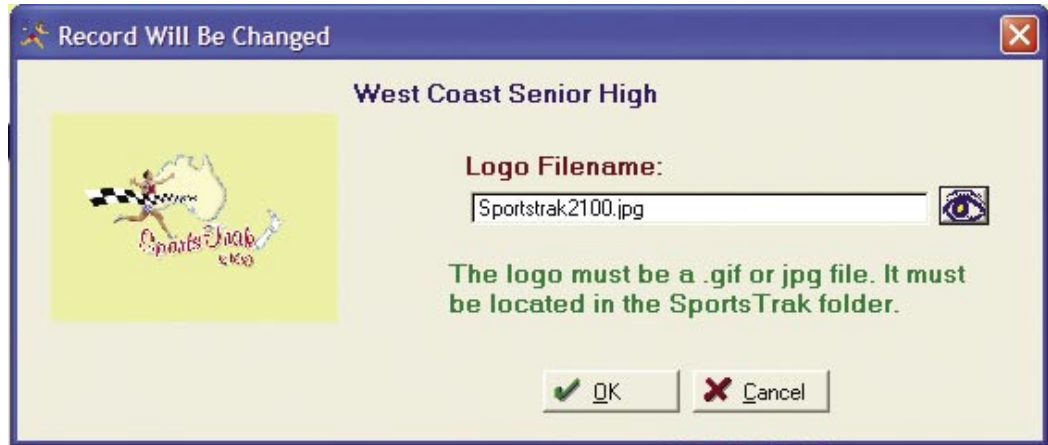 Record Will Be Changed
West Coast Senior High
Logo Filename:
Sportstrak2100.jpg
SportsTrak
The logo must be a .gif or jpg file. It must
be located in the SportsTrak folder.
OK
Cancel